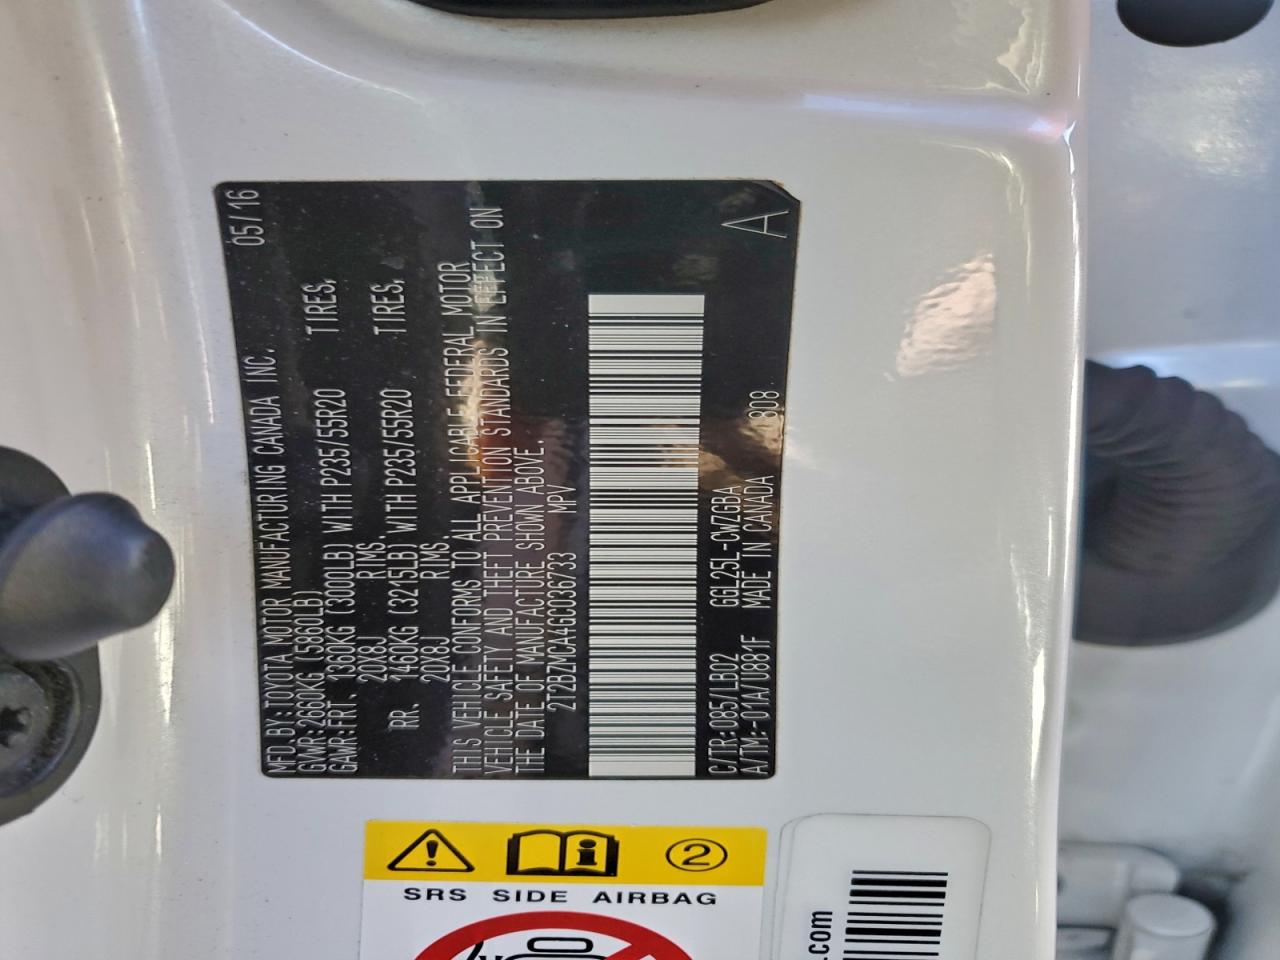 MFD.BY:TOYOTA MOTOR MANUFACTURING CANADA INC. 05/16
GVWR:2660KG(5860LB)
GAWR:FRT. 1360KG(3000LB) WITH P235/55R20 TIRES,
20X8J RIMS,
RR. 1460KG(3215LB) WITH P235/55R20 TIRES,
20X8J RIMS,
THIS VEHICLE CONFORMS TO ALL APPLICABLE FEDERAL MOTOR
VEHICLE SAFETY AND THEFT PREVENTION STANDARDS IN EFFECT ON
THE DATE OF MANUFACTURE SHOWN ABOVE.
2T2BZMCA4GC036733 MPV
C/TR:085/LB02 GGL25L-CWZGBA
A/TM:-01A/U881F MADE IN CANADA 808
A
2
SRS SIDE AIRBAG
.com